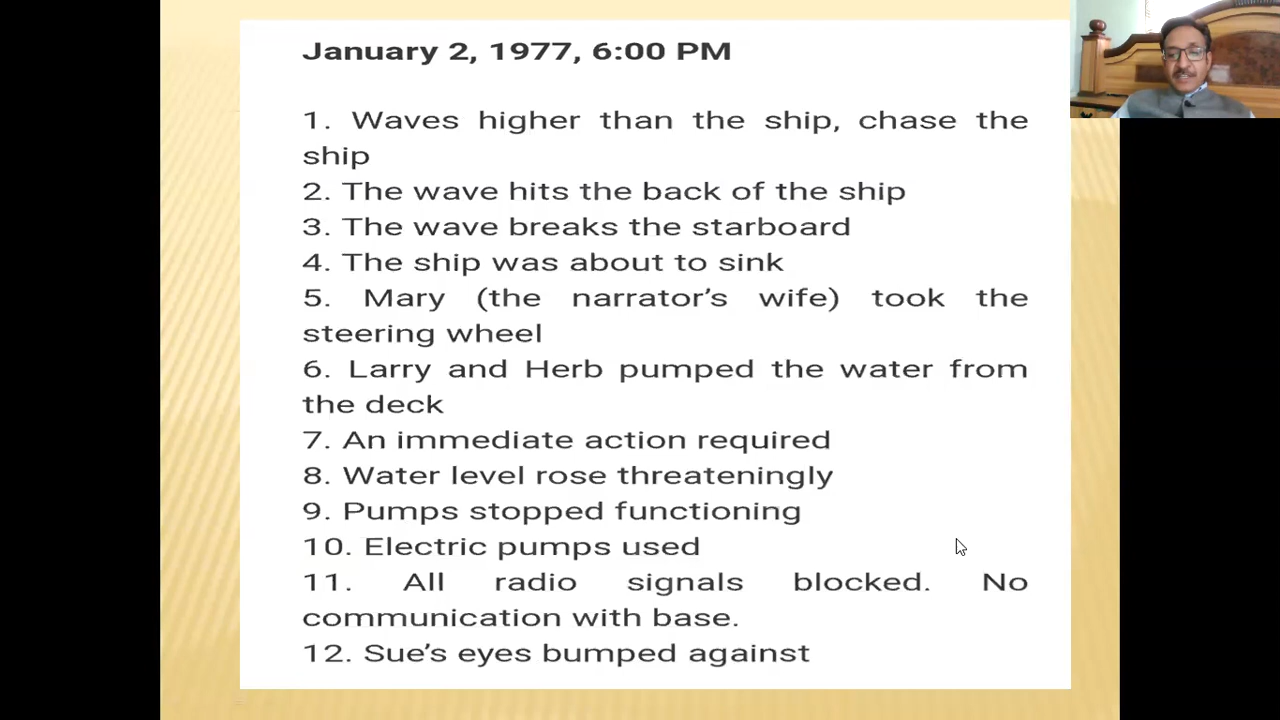 January 2, 1977, 6:00 PM
1. Waves higher than the ship, chase the
ship
2. The wave hits the back of the ship
3. The wave breaks the starboard
4. The ship was about to sink
5. Mary (the narrator’s wife) took the
steering wheel
6. Larry and Herb pumped the water from
the deck
7. An immediate action required
8. Water level rose threateningly
9. Pumps stopped functioning
10. Electric pumps used
11. All radio signals blocked. No
communication with base.
12. Sue’s eyes bumped against